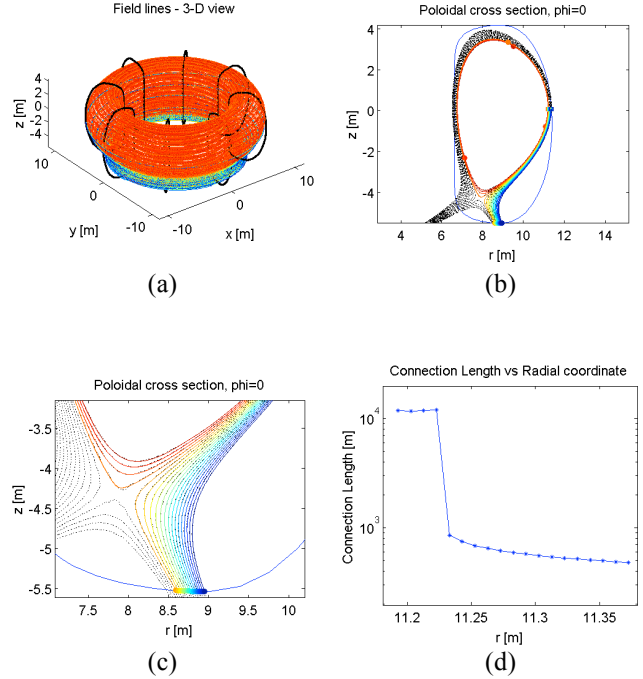 Field lines - 3-D view
4
2
0
-2
-4
z [m]
10
0
-10
y [m]
-10
0
10
x [m]
(a)
Poloidal cross section, phi=0
4
2
0
-2
-4
z [m]
4 6 8 10 12 14
r [m]
(b)
Poloidal cross section, phi=0
-3.5
-4
-4.5
-5
-5.5
z [m]
7.5 8 8.5 9 9.5 10
r [m]
(c)
Connection Length vs Radial coordinate
10^4
10^3
Connection Length [m]
11.2 11.25 11.3 11.35
r [m]
(d)